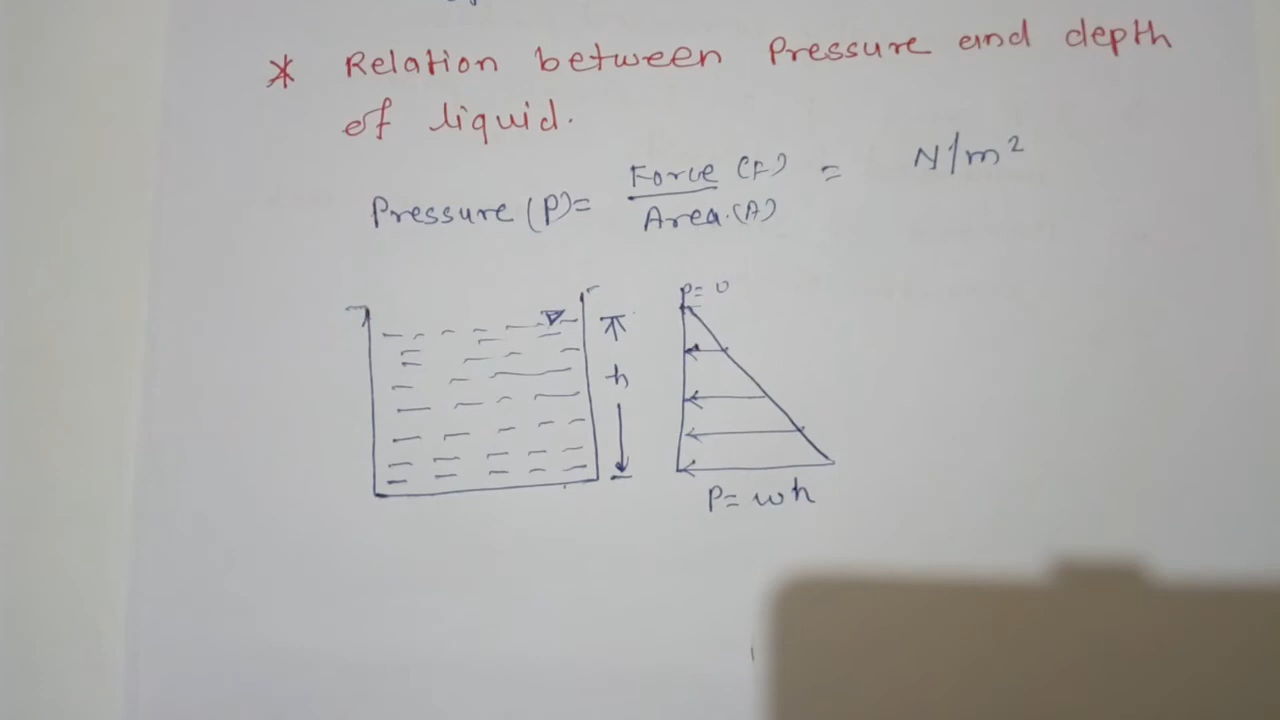 * Relation between Pressure and depth
of liquid.
Pressure (P) = Force (F) / Area. (A) = N/m²
P= 0
h
P= wh